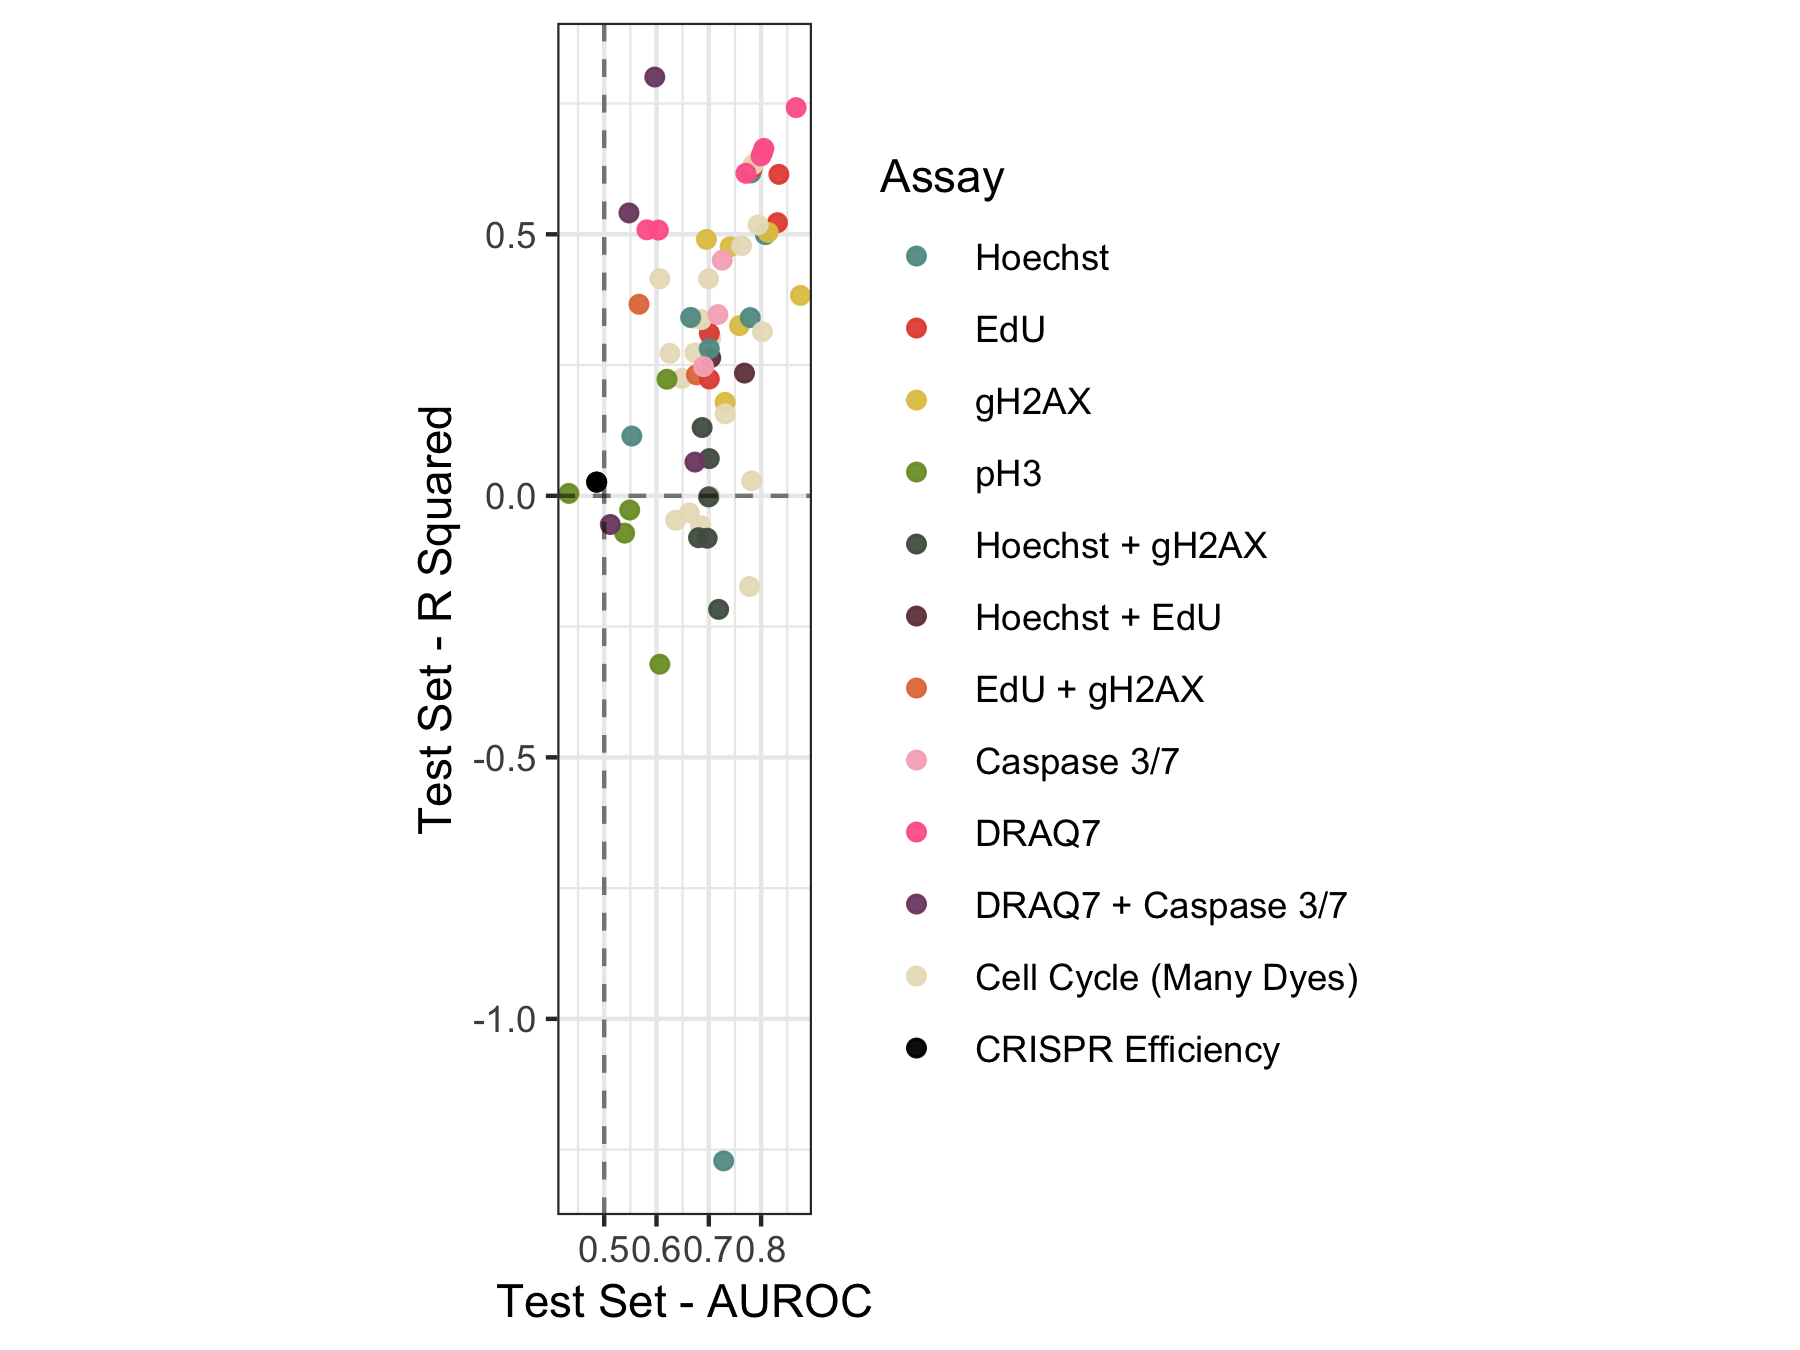 Test Set - R Squared
0.5
0.0
-0.5
-1.0
0.5 0.6 0.7 0.8
Test Set - AUROC
Assay
Hoechst
EdU
gH2AX
pH3
Hoechst + gH2AX
Hoechst + EdU
EdU + gH2AX
Caspase 3/7
DRAQ7
DRAQ7 + Caspase 3/7
Cell Cycle (Many Dyes)
CRISPR Efficiency